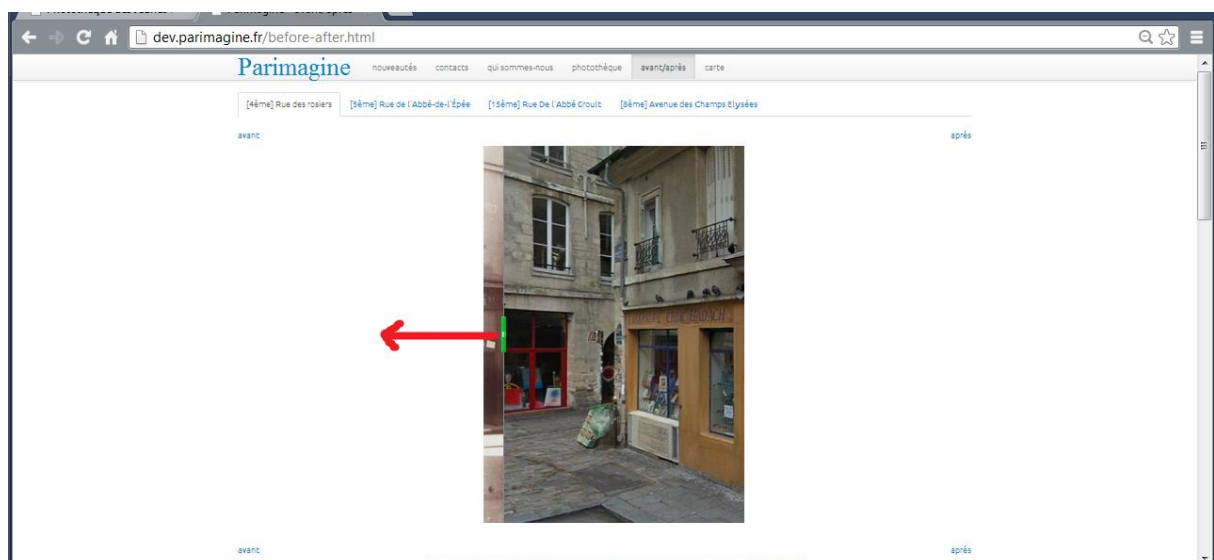 dev.parimagine.fr/before-after.html
Parimagine nouveautés contacts qui sommes-nous photothèque avant/après carte
[4ème] Rue des rosiers [5ème] Rue de l'Abbé-de-l'Épée [15ème] Rue De l'Abbé Groult [8ème] Avenue des Champs Elysées
avant après
avant après